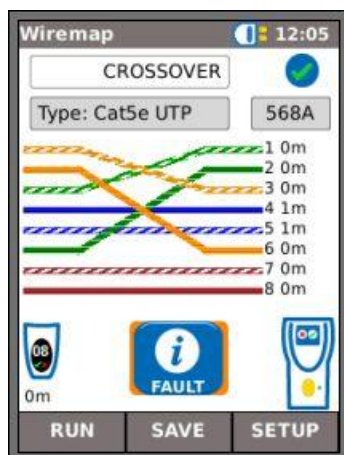 Wiremap 12:05
CROSSOVER
Type: Cat5e UTP 568A
1 0m
2 0m
3 0m
4 1m
5 1m
6 0m
7 0m
8 0m
08
i
FAULT
0m
RUN SAVE SETUP